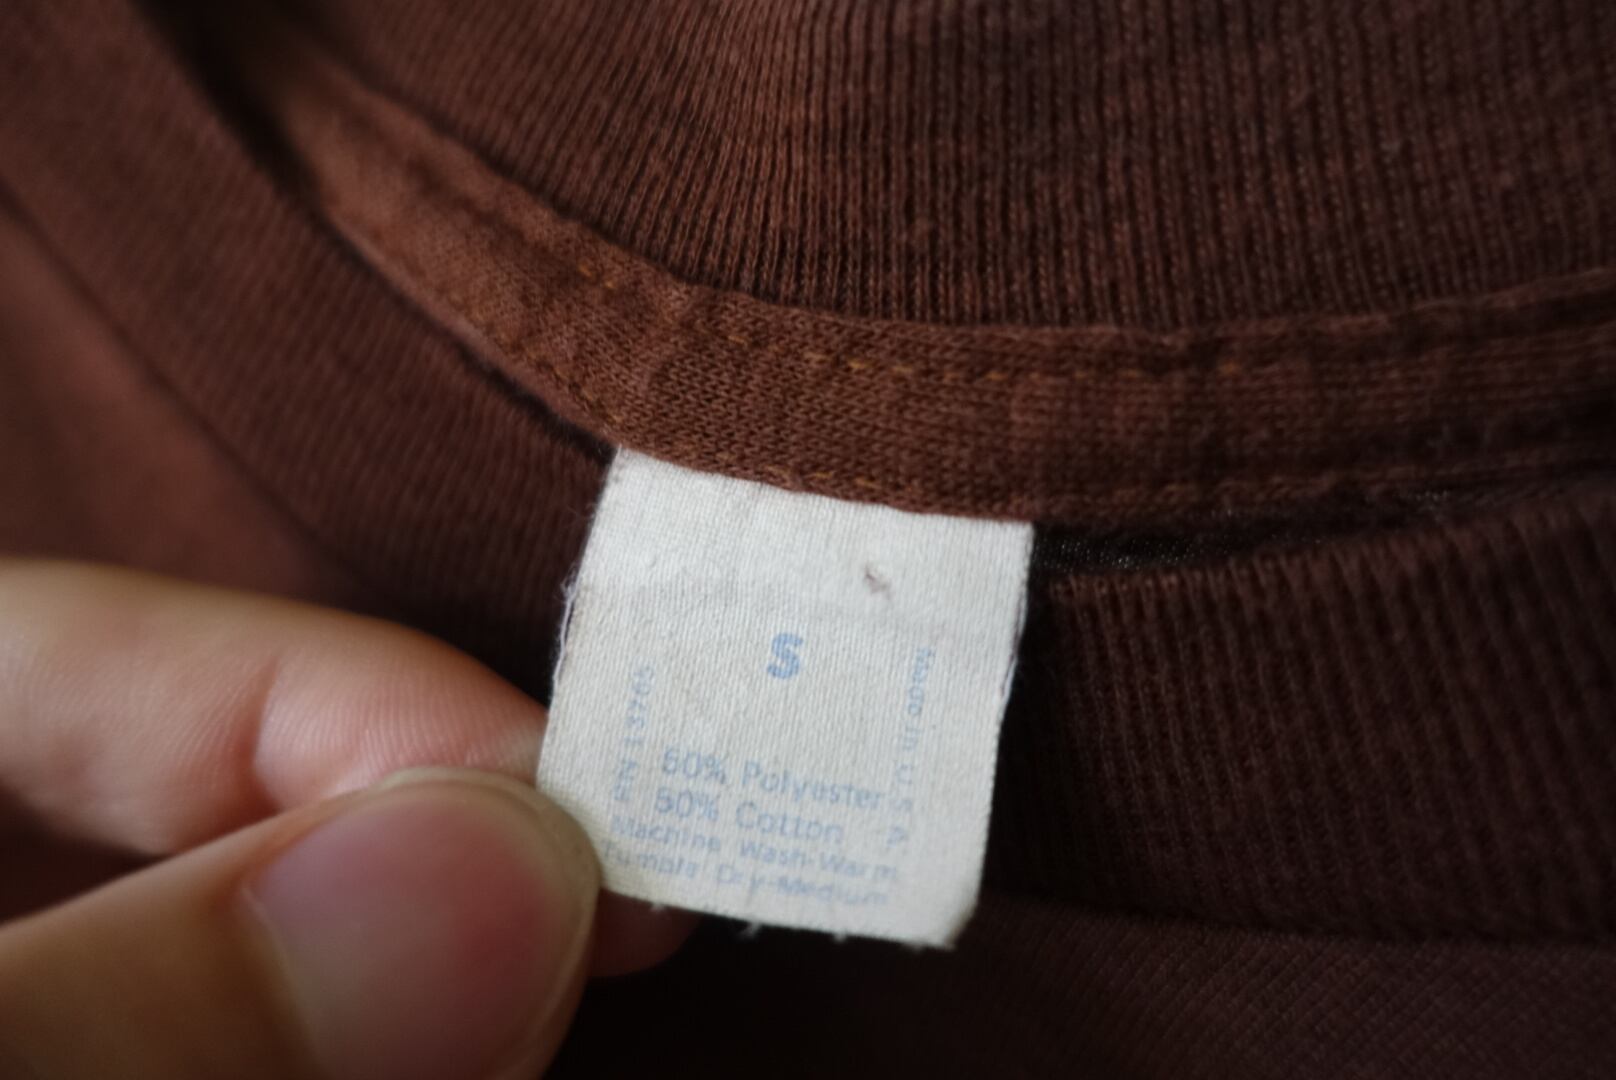 S
RN 13765
Made in U.S.A.
50% Polyester
50% Cotton
Machine Wash-Warm
Tumble Dry-Medium